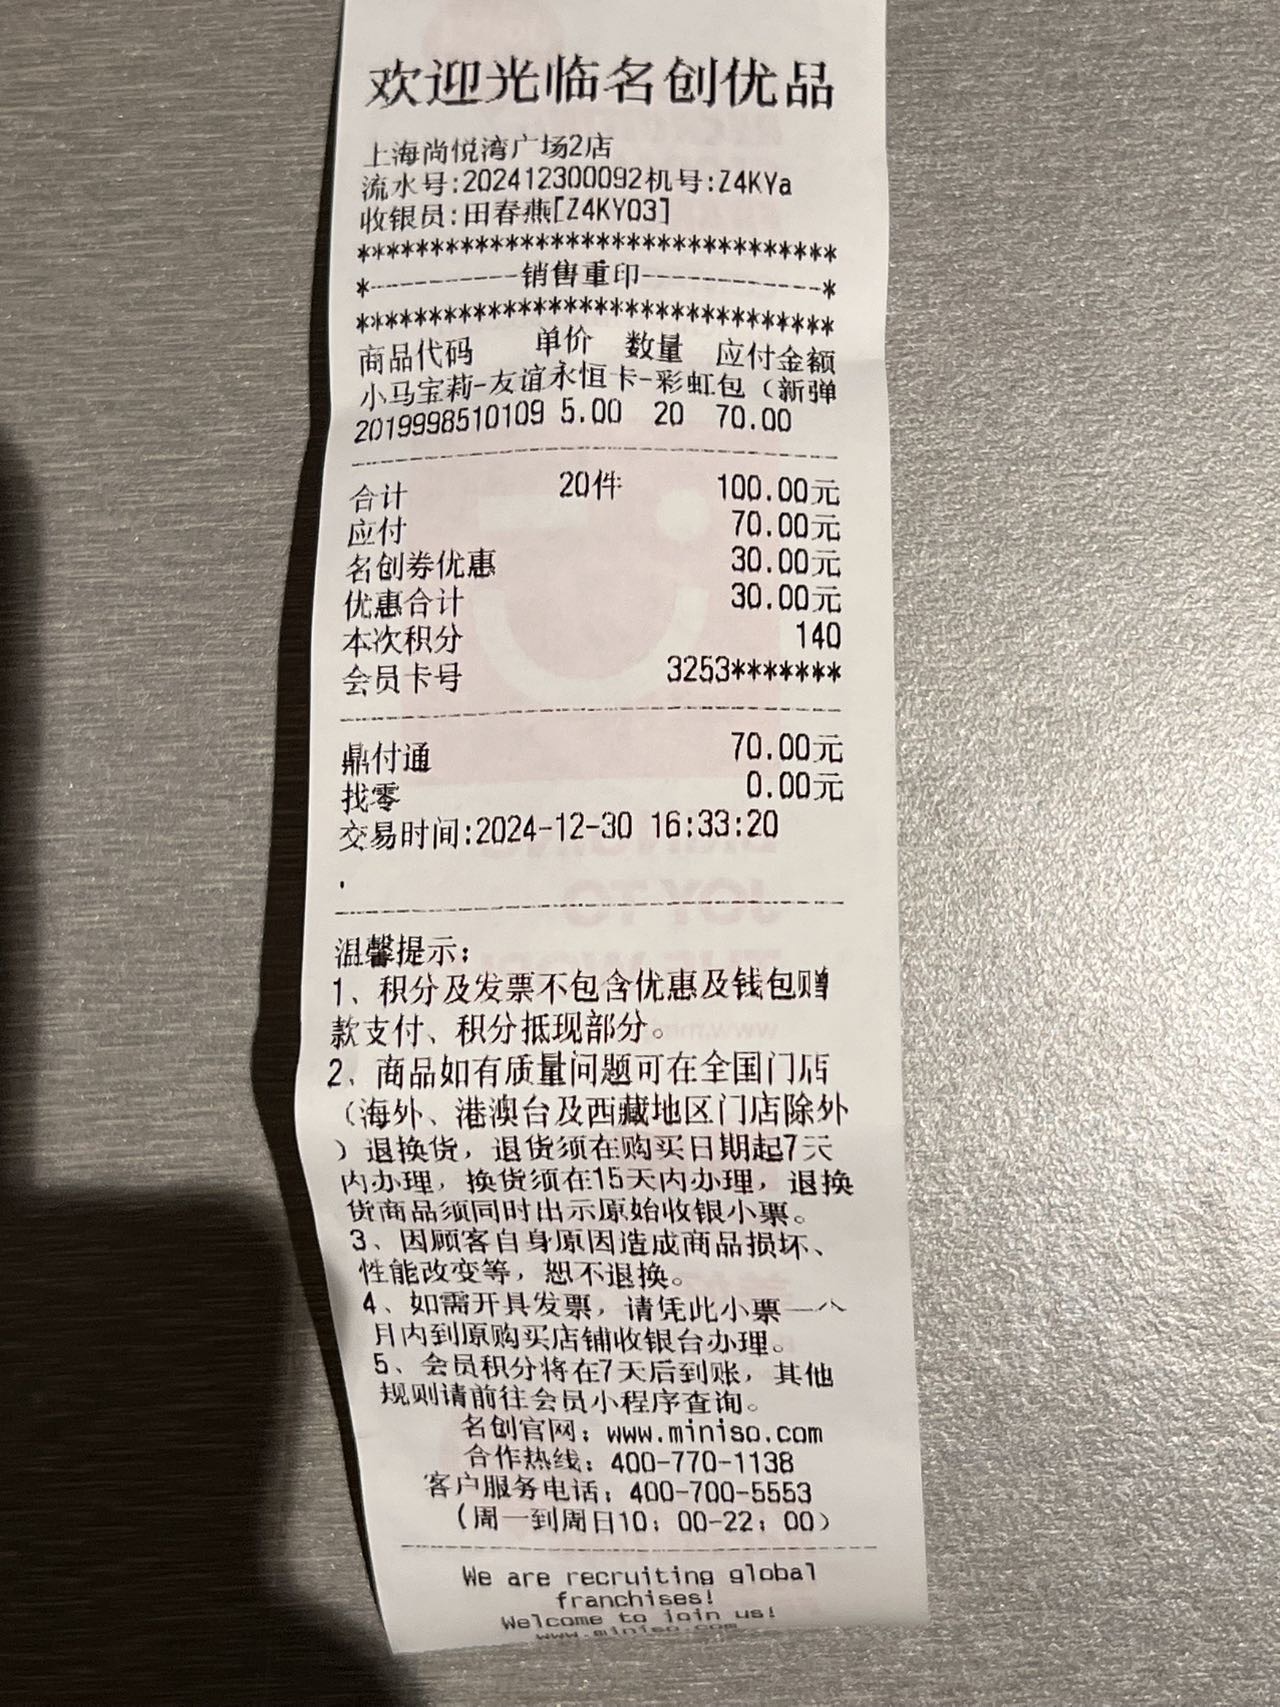 欢迎光临名创优品
上海尚悦湾广场2店
流水号:202412300092机号:Z4KYa
收银员:田春燕[Z4KY03]
*********************************
*----------销售重印------------*
*********************************
商品代码 单价 数量 应付金额
小马宝莉-友谊永恒卡-彩虹包（新弹
2019998510109 5.00 20 70.00
合计 20件 100.00元
应付 70.00元
名创券优惠 30.00元
优惠合计 30.00元
本次积分 140
会员卡号 3253*******
鼎付通 70.00元
找零 0.00元
交易时间:2024-12-30 16:33:20
.
温馨提示：
1、积分及发票不包含优惠及钱包赠
款支付、积分抵现部分。
2、商品如有质量问题可在全国门店
（海外、港澳台及西藏地区门店除外
）退换货，退货须在购买日期起7天
内办理，换货须在15天内办理，退换
货商品须同时出示原始收银小票。
3、因顾客自身原因造成商品损坏、
性能改变等，恕不退换。
4、如需开具发票，请凭此小票一个
月内到原购买店铺收银台办理。
5、会员积分将在7天后到账，其他
规则请前往会员小程序查询。
名创官网：www.miniso.com
合作热线：400-770-1138
客户服务电话：400-700-5553
（周一到周日10：00-22：00）
We are recruiting global
franchises!
Welcome to join us!
www.miniso.com